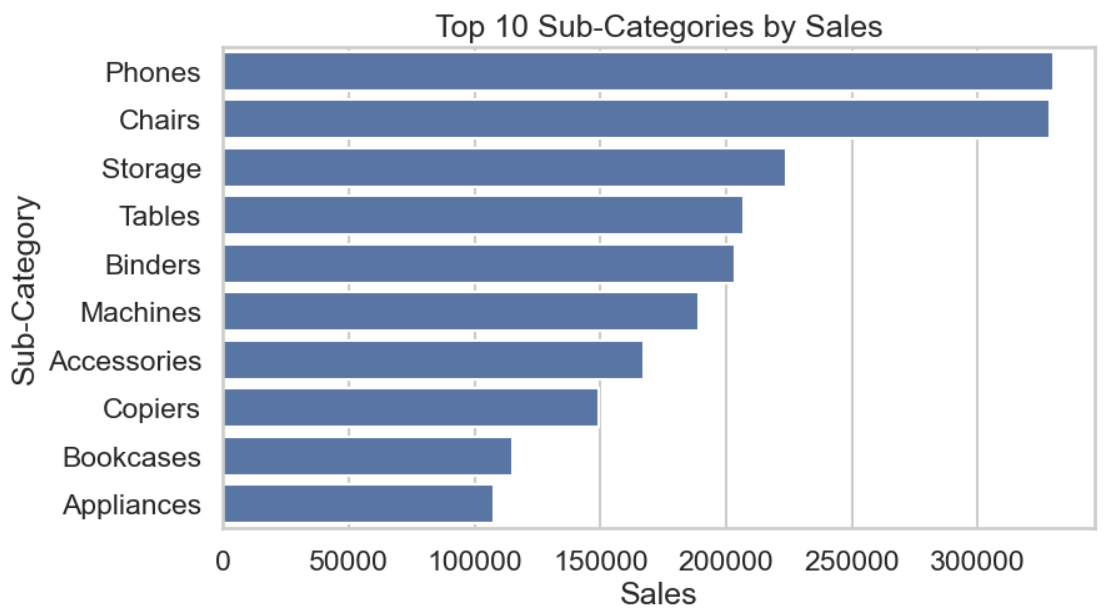 Top 10 Sub-Categories by Sales
Sub-Category
Phones
Chairs
Storage
Tables
Binders
Machines
Accessories
Copiers
Bookcases
Appliances
0 50000 100000 150000 200000 250000 300000
Sales